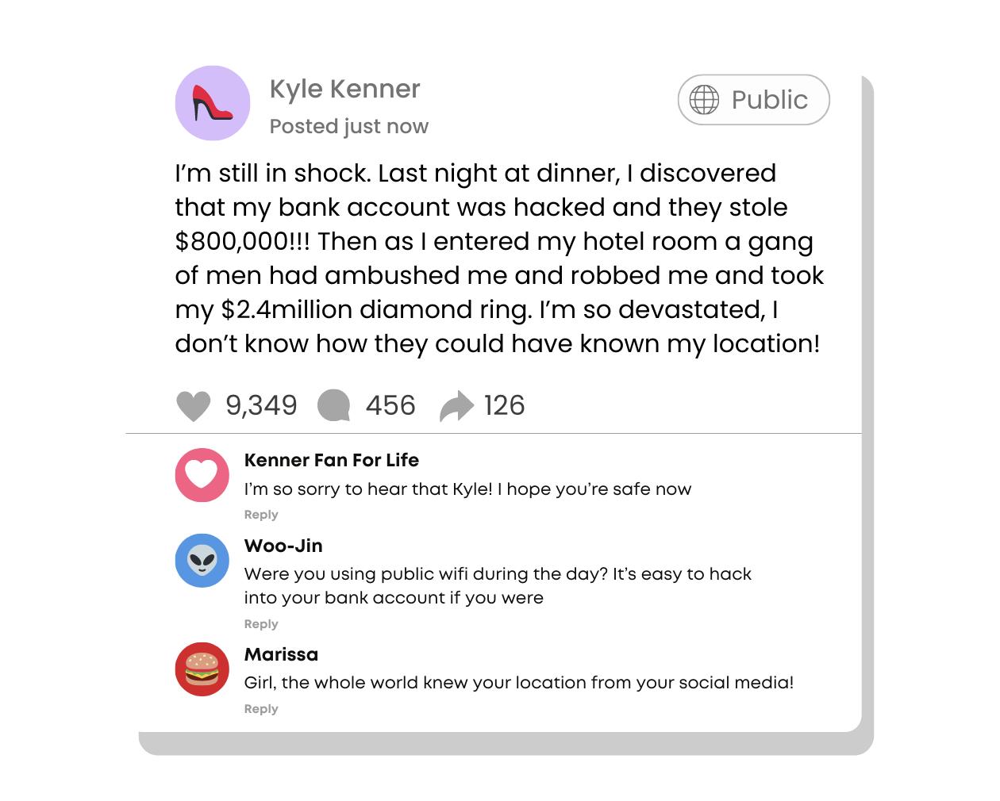 Kyle Kenner
Posted just now
Public
I’m still in shock. Last night at dinner, I discovered
that my bank account was hacked and they stole
$800,000!!! Then as I entered my hotel room a gang
of men had ambushed me and robbed me and took
my $2.4million diamond ring. I’m so devastated, I
don’t know how they could have known my location!
9,349 456 126
Kenner Fan For Life
I’m so sorry to hear that Kyle! I hope you’re safe now
Reply
Woo-Jin
Were you using public wifi during the day? It’s easy to hack
into your bank account if you were
Reply
Marissa
Girl, the whole world knew your location from your social media!
Reply